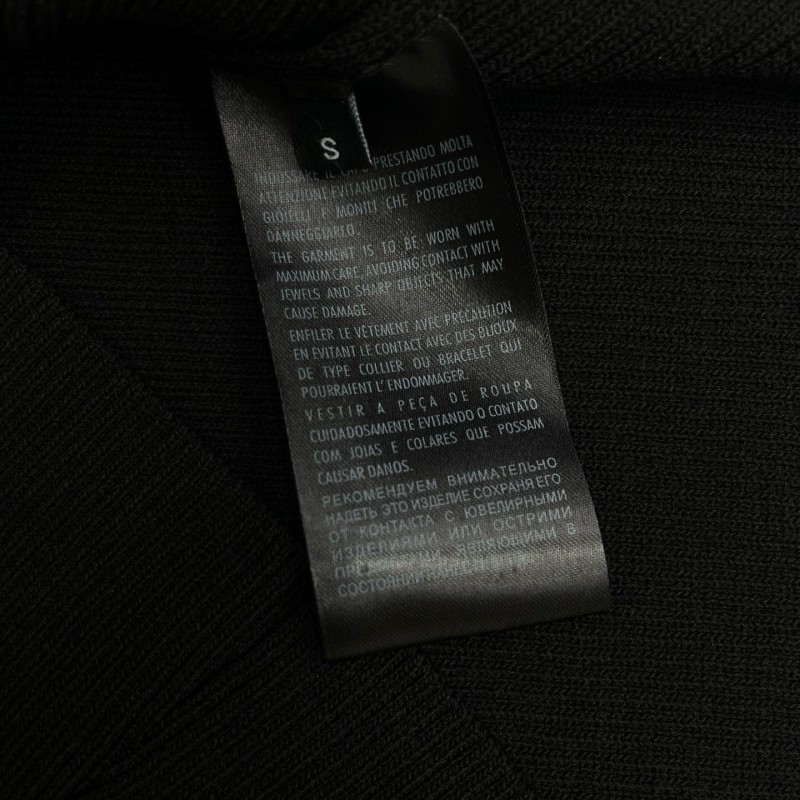 S
INDOSSARE IL CAPO PRESTANDO MOLTA
ATTENZIONE EVITANDO IL CONTATTO CON
GIOIELLI E MONILI CHE POTREBBERO
DANNEGGIARLO.
THE GARMENT IS TO BE WORN WITH
MAXIMUM CARE, AVOIDING CONTACT WITH
JEWELS AND SHARP OBJECTS THAT MAY
CAUSE DAMAGE.
ENFILER LE VÊTEMENT AVEC PRÉCAUTION
EN EVITANT LE CONTACT AVEC DES BIJOUX
DE TYPE COLLIER OU BRACELET QUI
POURRAIENT L'ENDOMMAGER.
VESTIR A PEÇA DE ROUPA
CUIDADOSAMENTE EVITANDO O CONTATO
COM JOIAS E COLARES QUE POSSAM
CAUSAR DANOS.
РЕКОМЕНДУЕМ ВНИМАТЕЛЬНО
НАДЕТЬ ЭТО ИЗДЕЛИЕ СОХРАНЯ ЕГО
ОТ КОНТАКТА С ЮВЕЛИРНЫМИ
ИЗДЕЛИЯМИ ИЛИ ОСТРИМИ
ЯВЛЯЮЩИМИ В
СОСТОЯНИИ